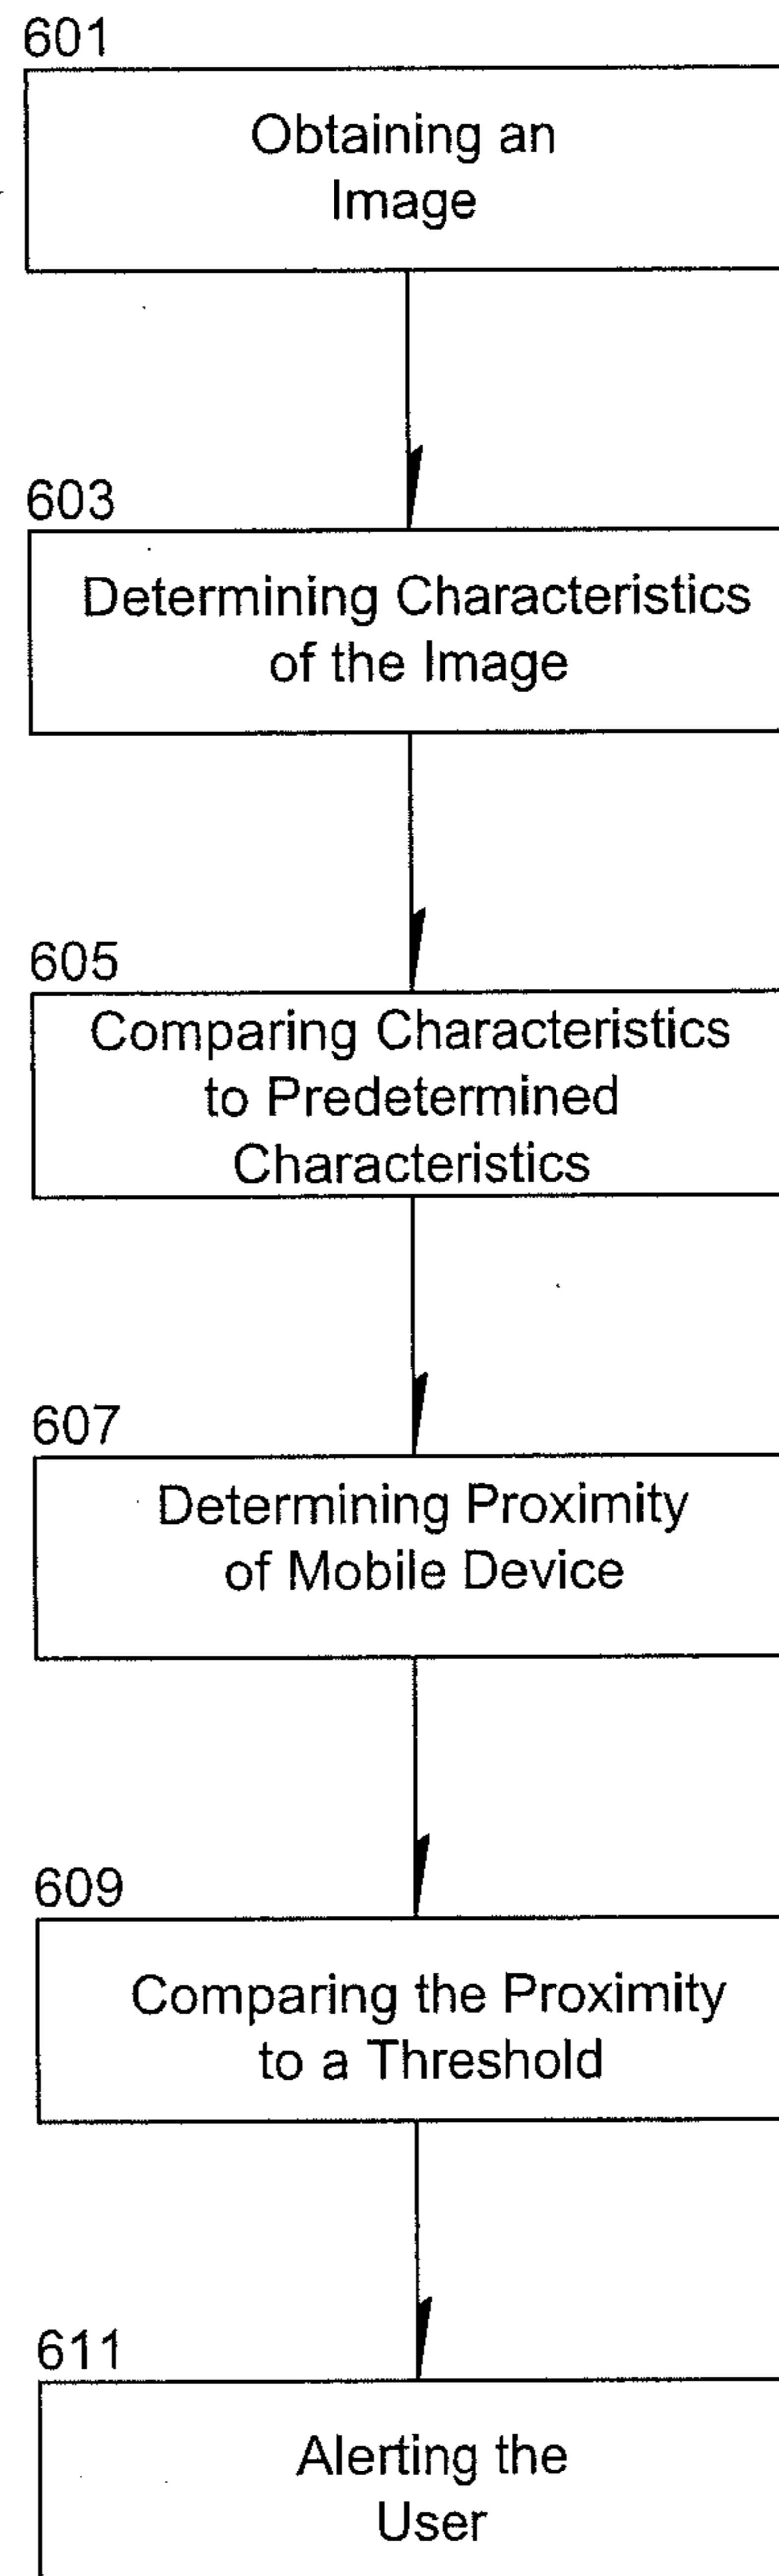 601
Obtaining an
Image
603
Determining Characteristics
of the Image
605
Comparing Characteristics
to Predetermined
Characteristics
607
Determining Proximity
of Mobile Device
609
Comparing the Proximity
to a Threshold
611
Alerting the
User